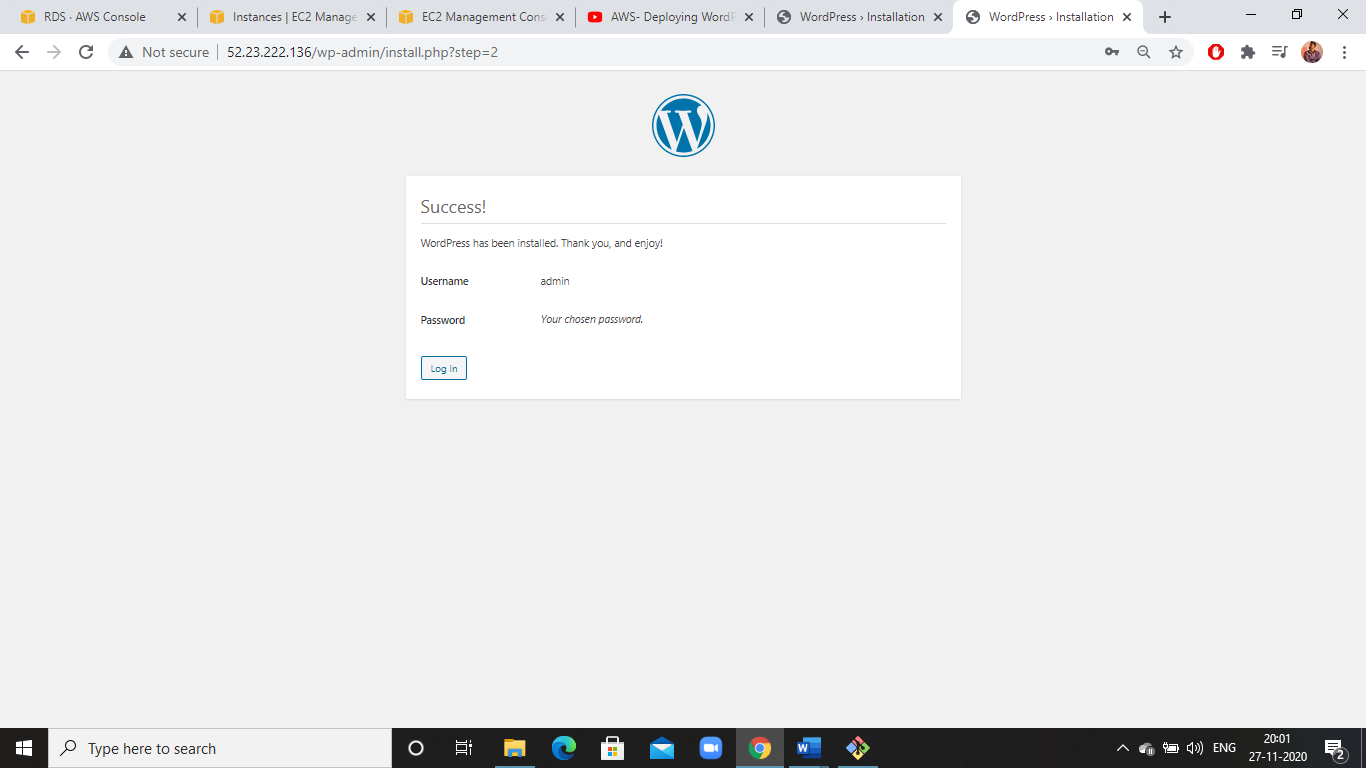 RDS · AWS Console
Instances | EC2 Manage
EC2 Management Cons
AWS- Deploying WordP
WordPress › Installation
WordPress › Installation
Not secure
52.23.222.136/wp-admin/install.php?step=2
Success!
WordPress has been installed. Thank you, and enjoy!
Username admin
Password Your chosen password.
Log In
Type here to search
ENG
20:01
27-11-2020
2